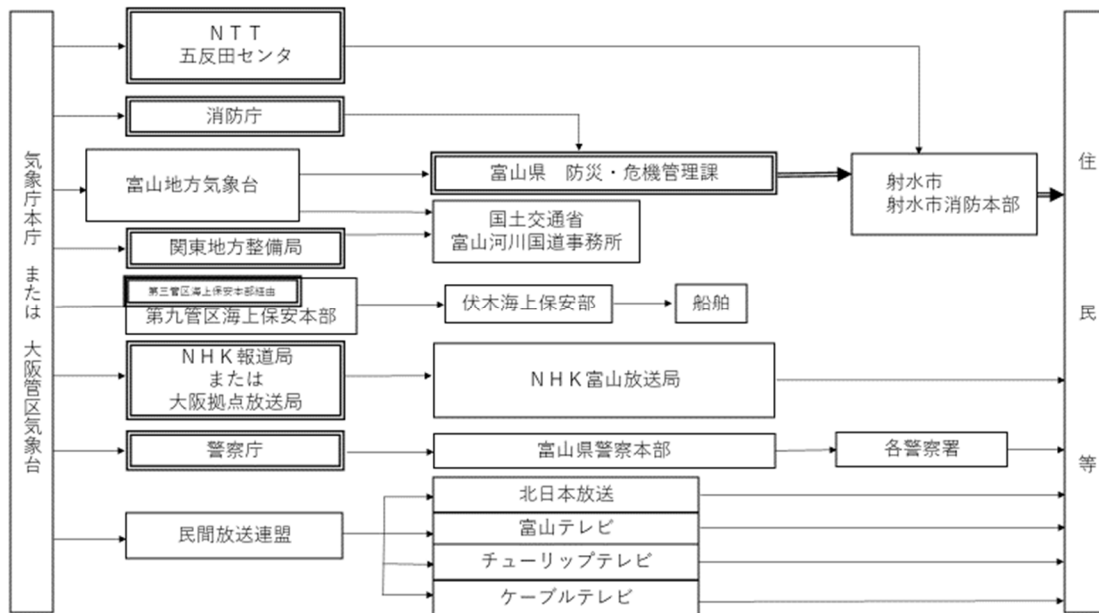 気象庁本庁 または 大阪管区気象台
NTT
五反田センタ
消防庁
富山地方気象台
富山県 防災・危機管理課
射水市
射水市消防本部
国土交通省
富山河川国道事務所
関東地方整備局
第三管区海上保安本部経由
第九管区海上保安本部
伏木海上保安部
船舶
NHK報道局
または
大阪拠点放送局
NHK富山放送局
警察庁
富山県警察本部
各警察署
民間放送連盟
北日本放送
富山テレビ
チューリップテレビ
ケーブルテレビ
住民等